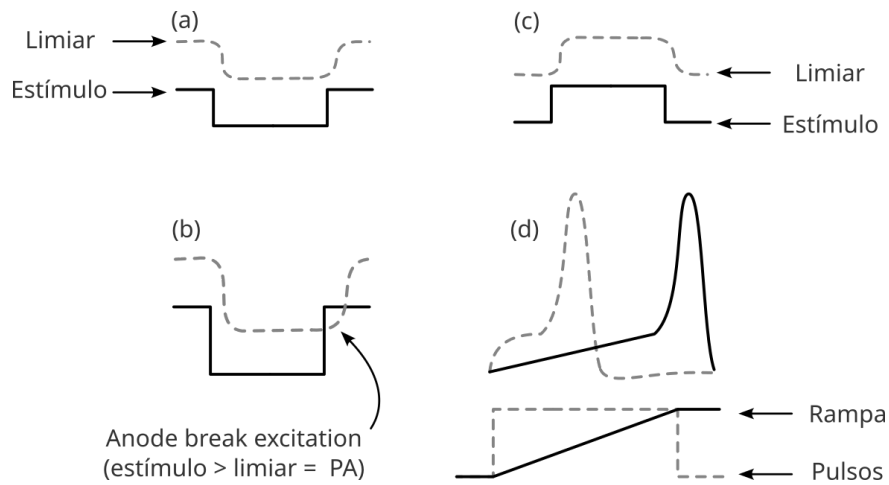 (a)
Limiar
Estímulo
(c)
Limiar
Estímulo
(b)
Anode break excitation
(estímulo > limiar = PA)
(d)
Rampa
Pulsos